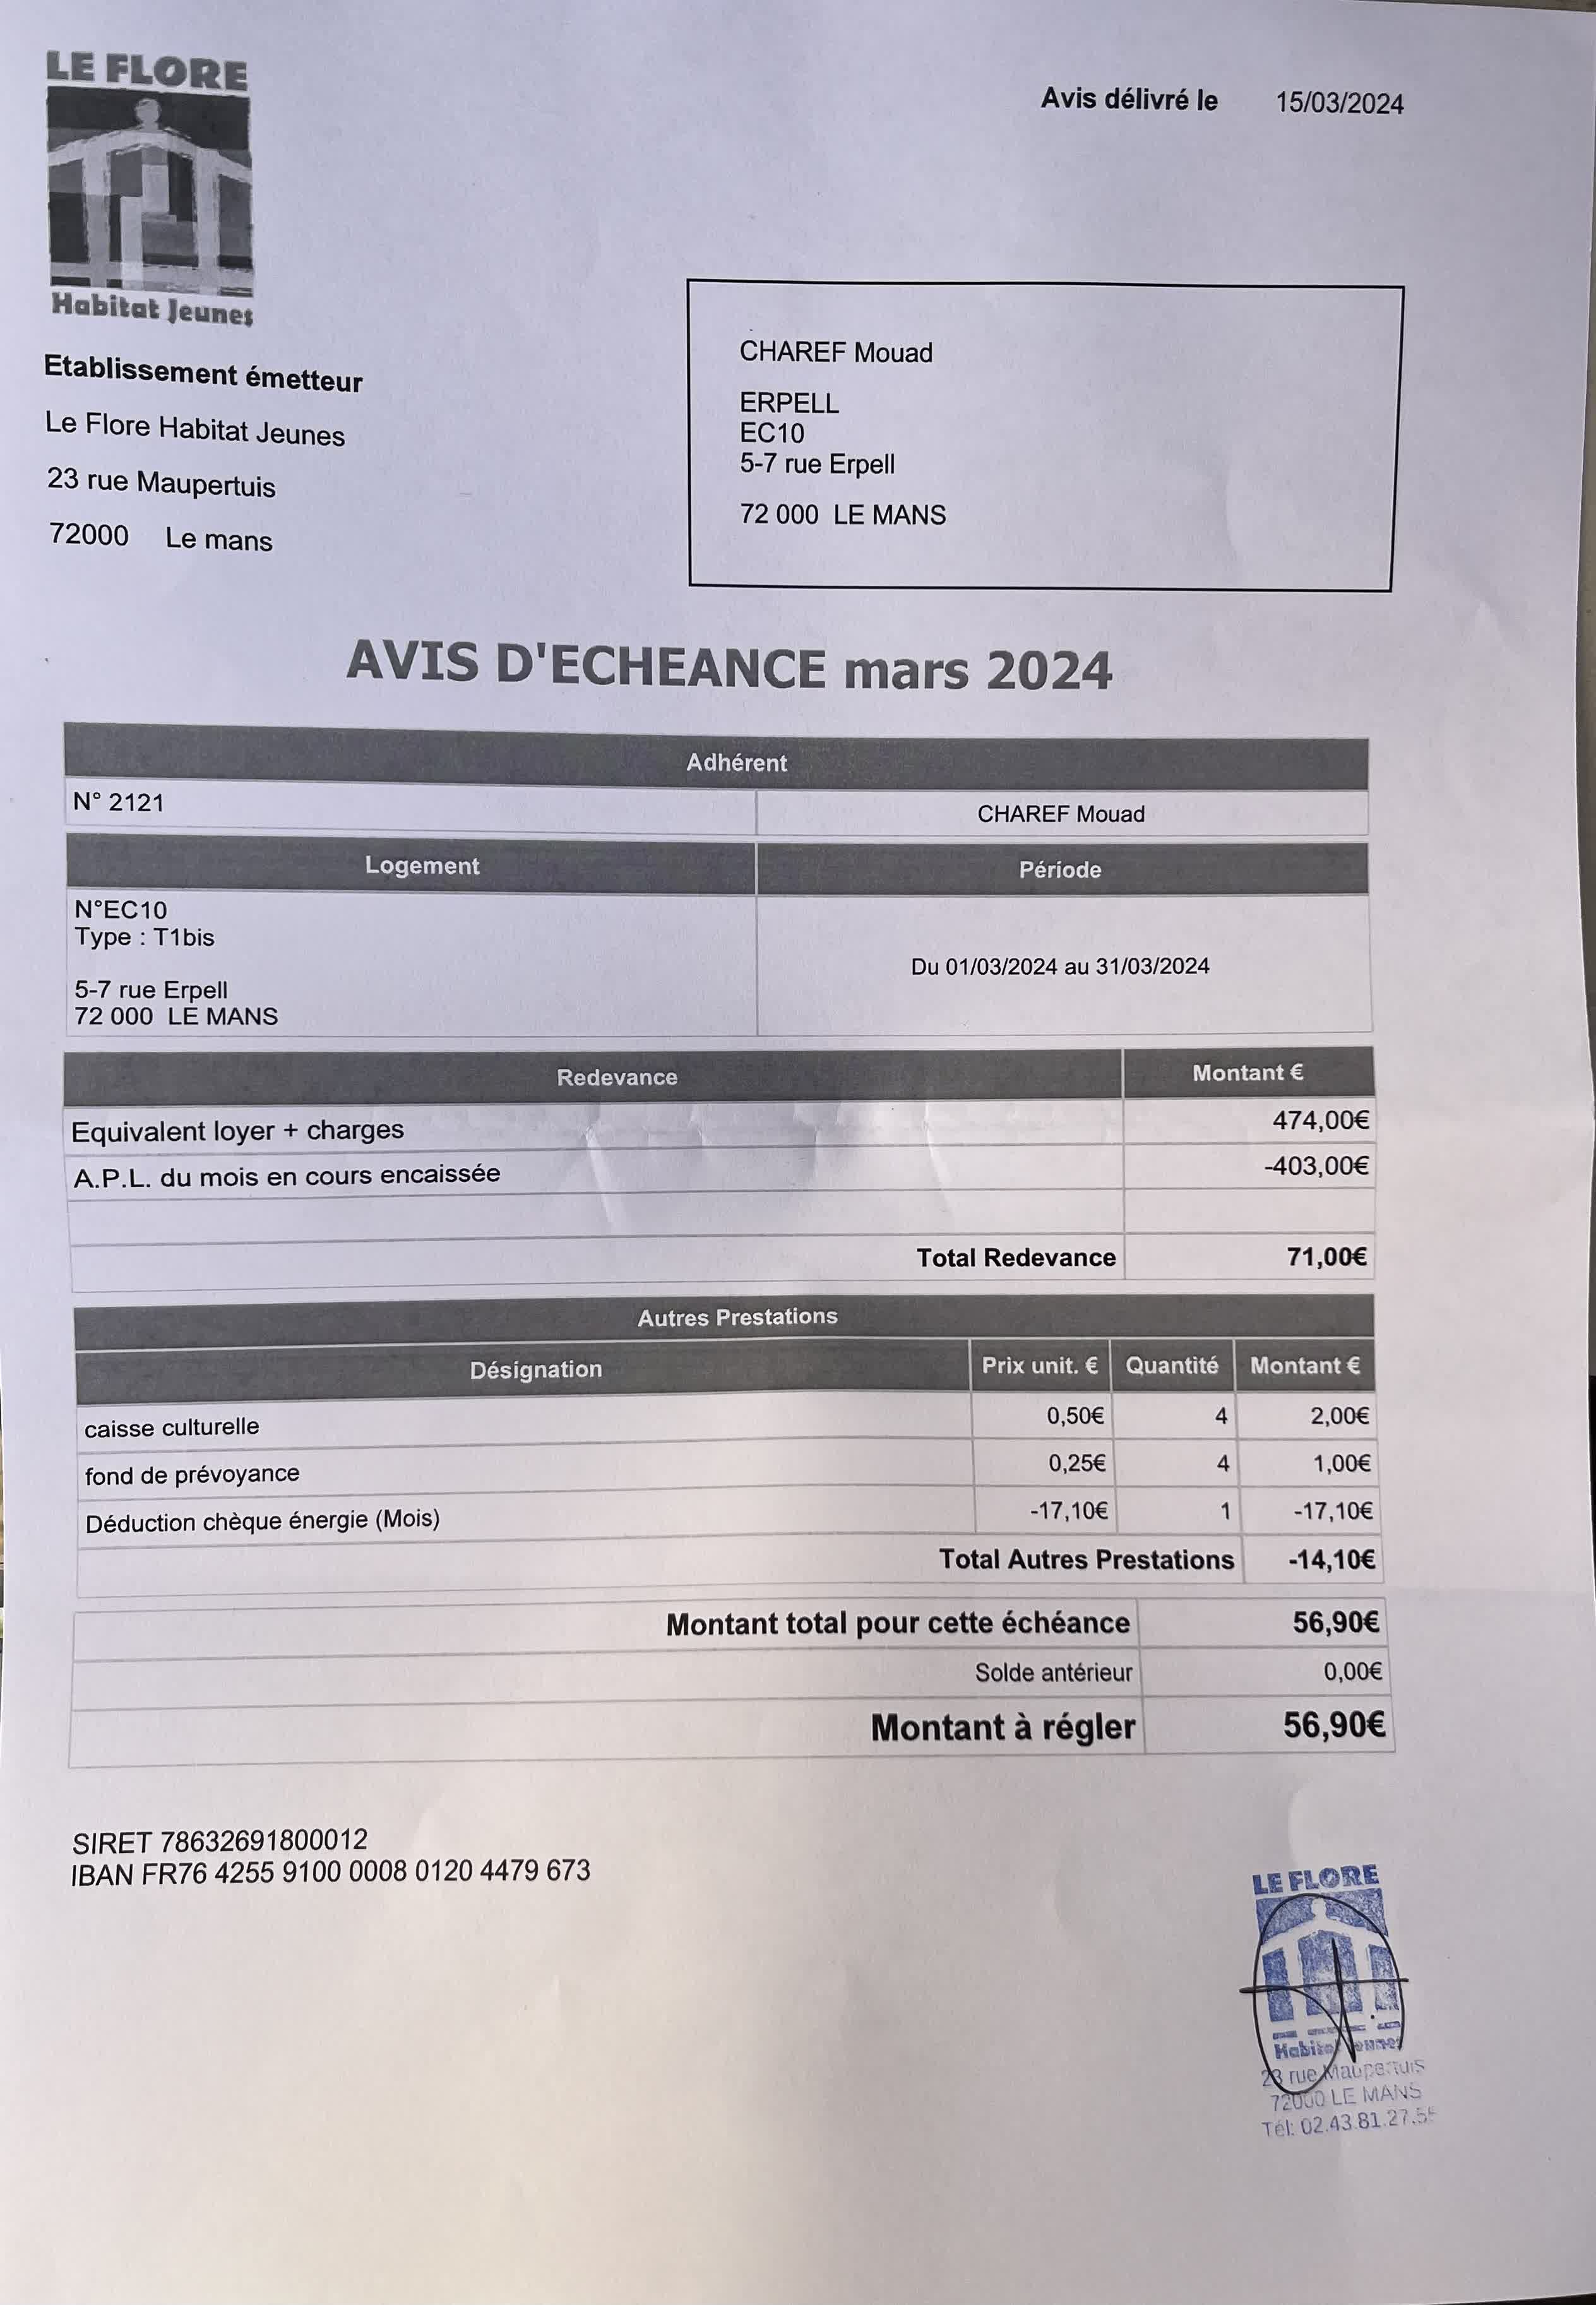 LE FLORE
Habitat Jeunes
Avis délivré le 15/03/2024
Etablissement émetteur
Le Flore Habitat Jeunes
23 rue Maupertuis
72000 Le mans
CHAREF Mouad
ERPELL
EC10
5-7 rue Erpell
72 000 LE MANS
AVIS D'ECHEANCE mars 2024
Adhérent
N° 2121 CHAREF Mouad
Logement Période
N°EC10
Type : T1bis
5-7 rue Erpell
72 000 LE MANS
Du 01/03/2024 au 31/03/2024
Redevance Montant €
Equivalent loyer + charges 474,00€
A.P.L. du mois en cours encaissée -403,00€
Total Redevance 71,00€
Autres Prestations
Désignation Prix unit. € Quantité Montant €
caisse culturelle 0,50€ 4 2,00€
fond de prévoyance 0,25€ 4 1,00€
Déduction chèque énergie (Mois) -17,10€ 1 -17,10€
Total Autres Prestations -14,10€
Montant total pour cette échéance 56,90€
Solde antérieur 0,00€
Montant à régler 56,90€
SIRET 78632691800012
IBAN FR76 4255 9100 0008 0120 4479 673
LE FLORE
Habitat Jeunes
23 rue Maupertuis
72000 LE MANS
Tél: 02.43.81.27.